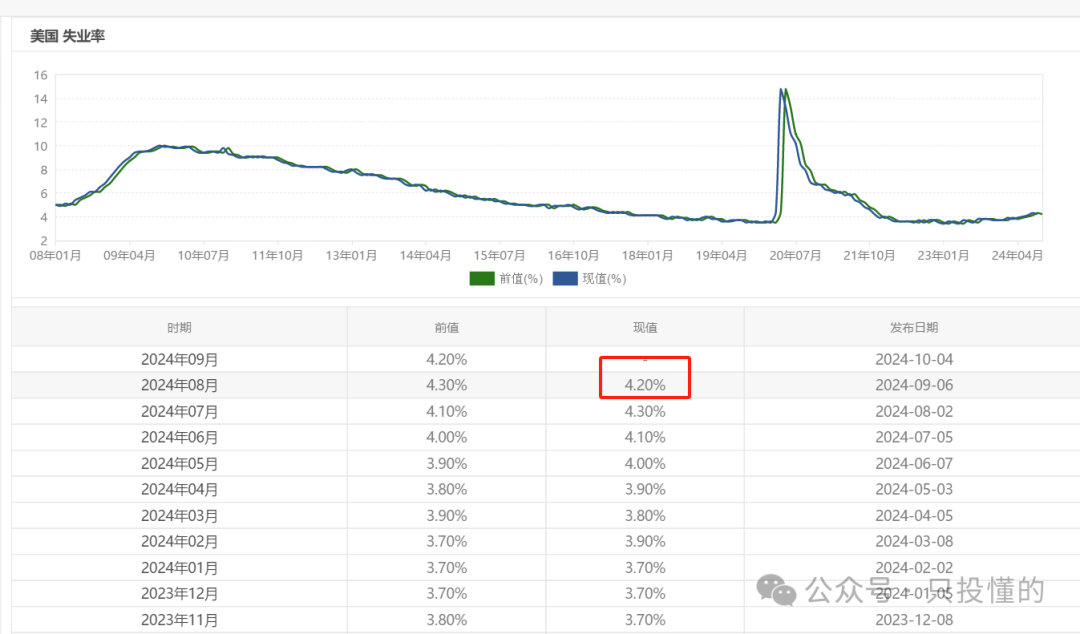 美国 失业率
16
14
12
10
8
6
4
2
08年01月 09年04月 10年07月 11年10月 13年01月 14年04月 15年07月 16年10月 18年01月 19年04月 20年07月 21年10月 23年01月 24年04月
前值(%) 现值(%)
时期 前值 现值 发布日期
2024年09月 4.20% - 2024-10-04
2024年08月 4.30% 4.20% 2024-09-06
2024年07月 4.10% 4.30% 2024-08-02
2024年06月 4.00% 4.10% 2024-07-05
2024年05月 3.90% 4.00% 2024-06-07
2024年04月 3.80% 3.90% 2024-05-03
2024年03月 3.90% 3.80% 2024-04-05
2024年02月 3.70% 3.90% 2024-03-08
2024年01月 3.70% 3.70% 2024-02-02
2023年12月 3.70% 3.70% 2024-01-05
公众号 · 只投懂的
2023年11月 3.80% 3.70% 2023-12-08